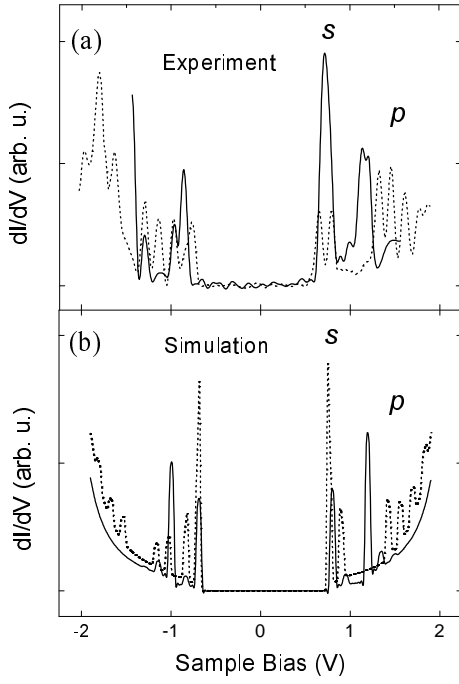 (a)
s
Experiment
p
dI/dV (arb. u.)
(b)
s
Simulation
p
dI/dV (arb. u.)
-2 -1 0 1 2
Sample Bias (V)